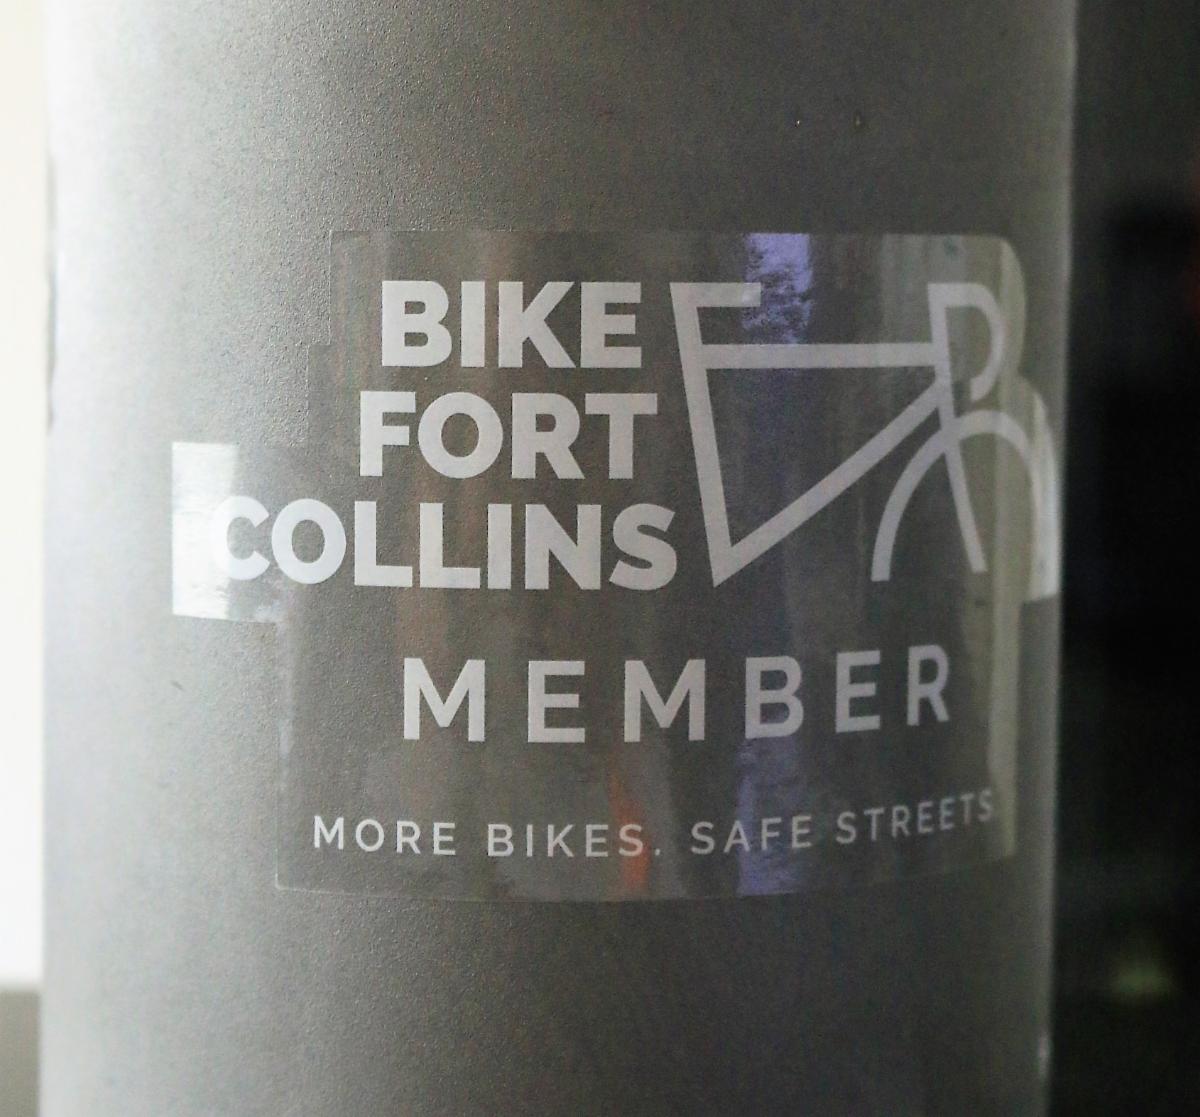 BIKE
FORT
COLLINS
MEMBER
MORE BIKES. SAFE STREETS.